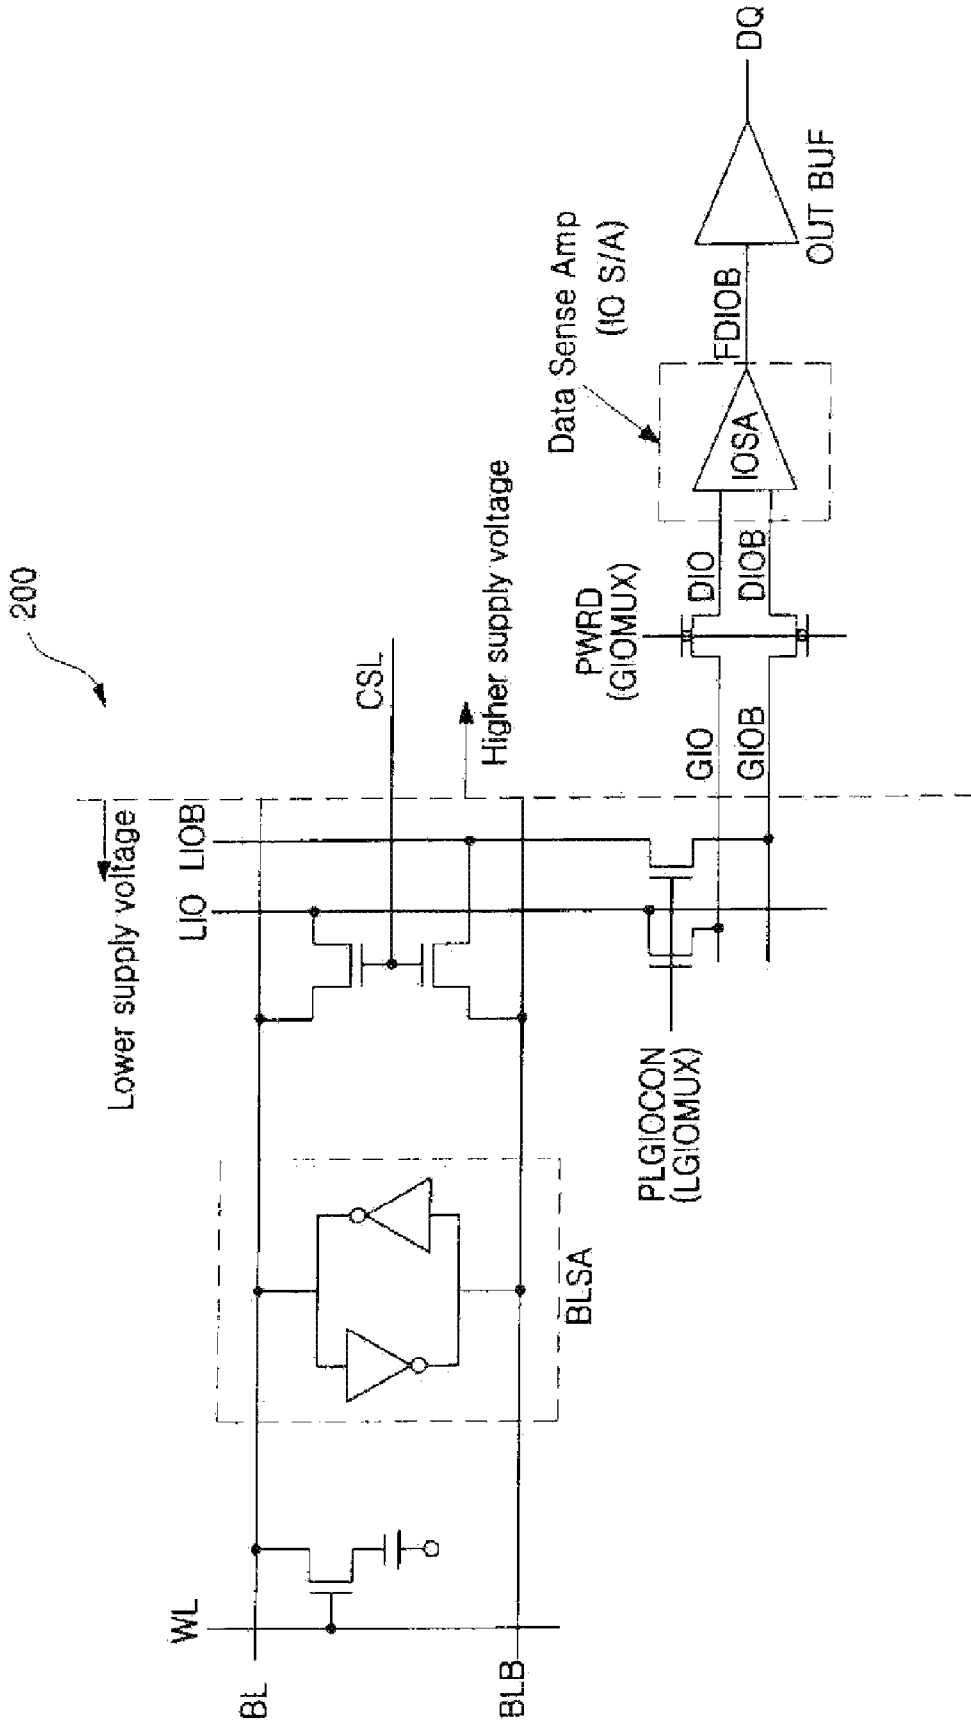 200
Lower supply voltage
Higher supply voltage
WL
BL
BLB
BLSA
LIO
LIOB
CSL
PLGIOCON
(LGIOMUX)
GIO
GIOB
PWRD
(GIOMUX)
DIO
DIOB
Data Sense Amp
(IO S/A)
IOSA
FDIOB
OUT BUF
DQ